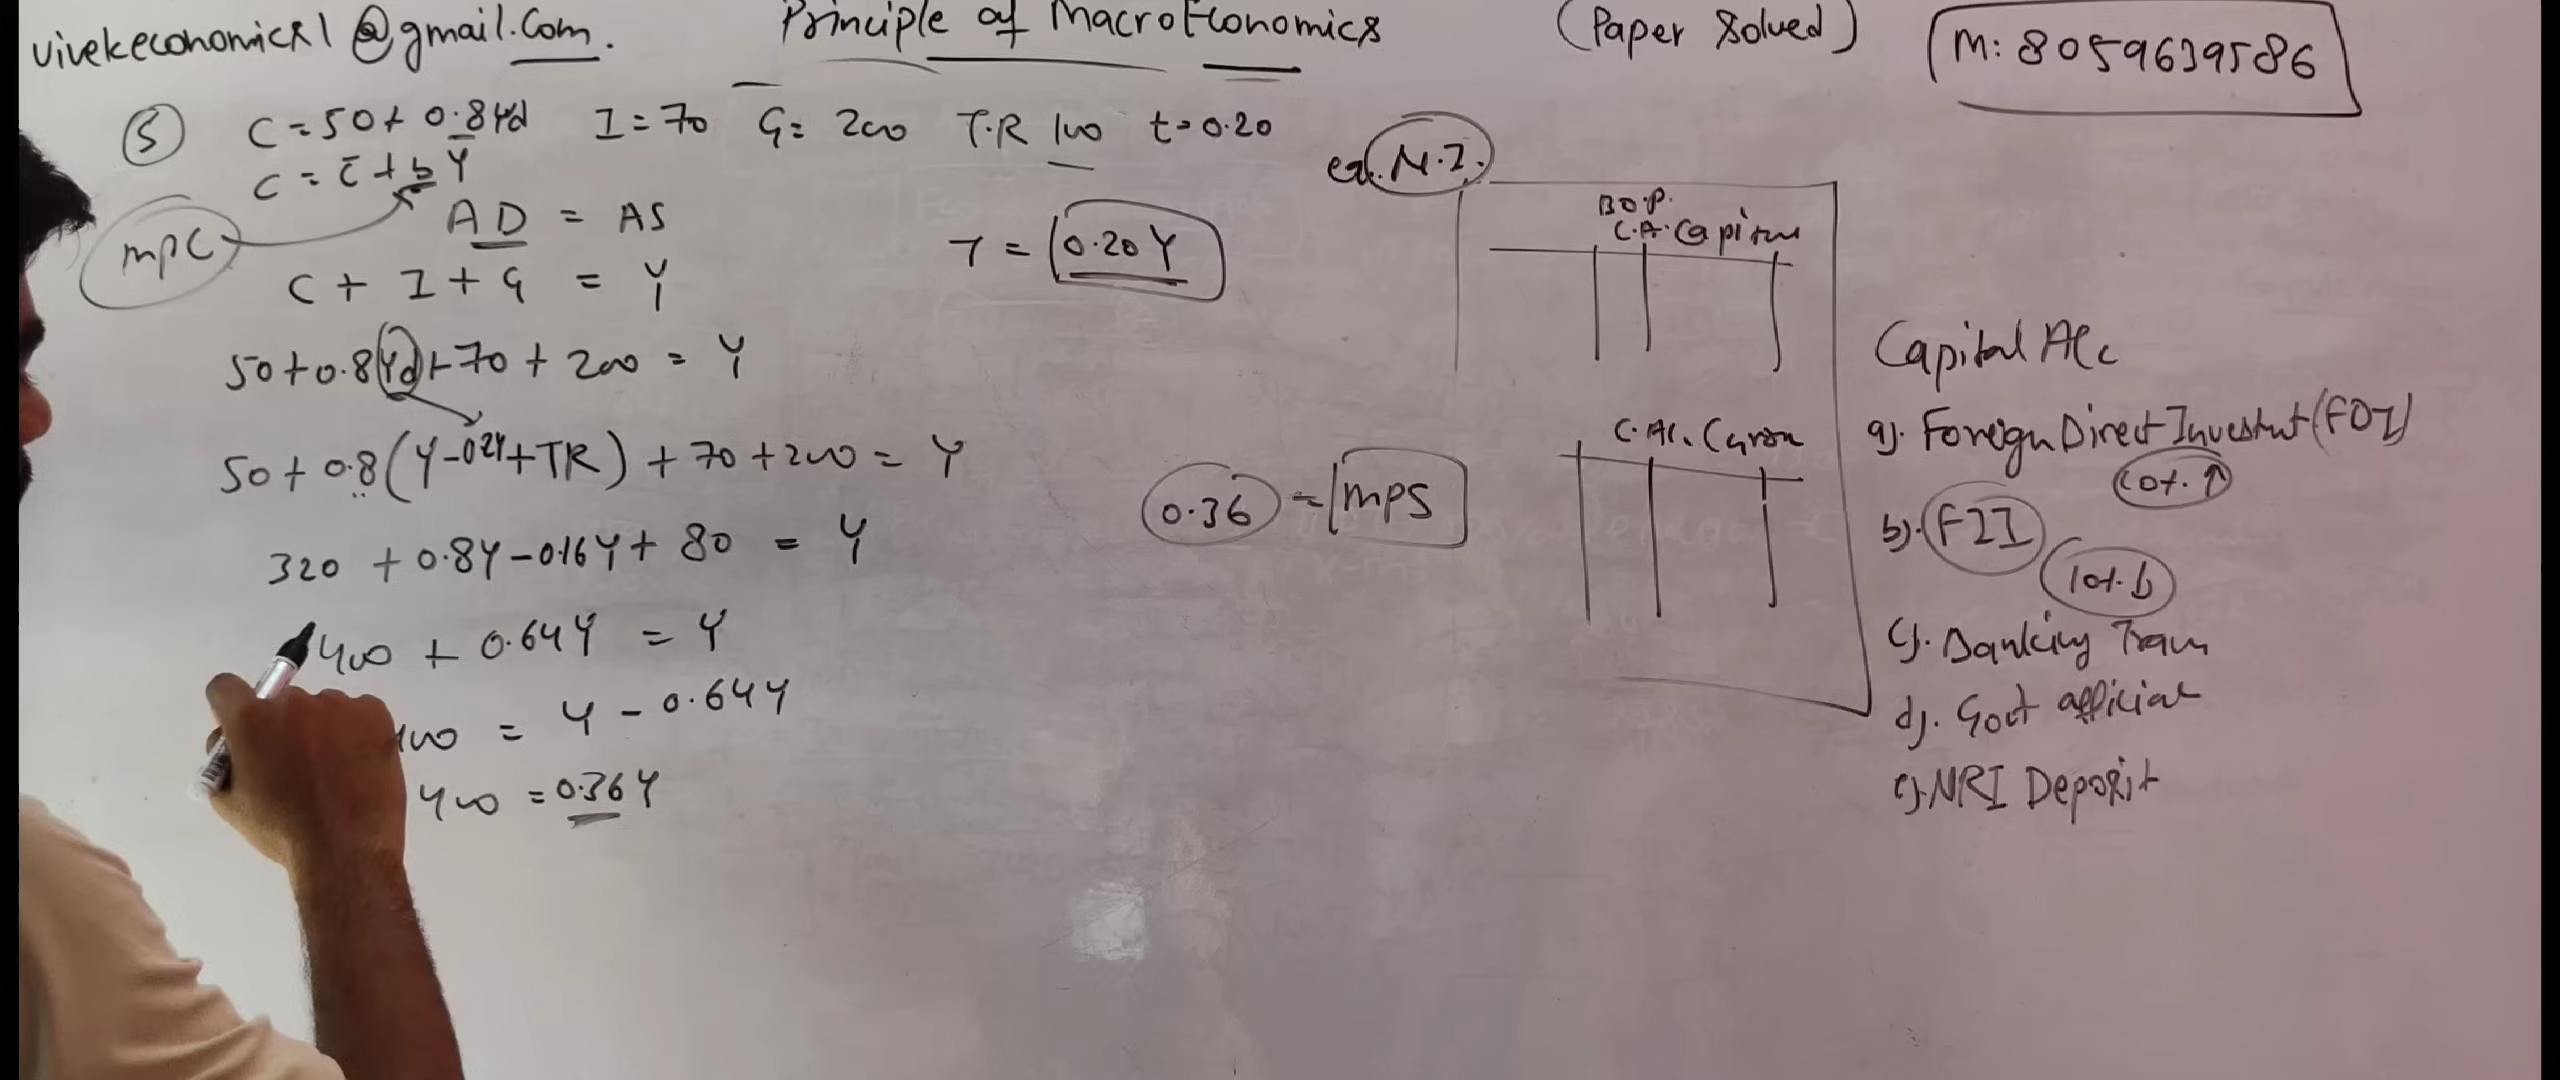 vivekeconomics1@gmail.com.
Principle of MacroEconomics
(Paper Solved)
M: 8059639586
5 C = 50 + 0.8Yd I = 70 G = 200 T.R 100 t = 0.20
C = C̄ + bY
mpC
AD = AS
C + I + G = Y
50 + 0.8Yd + 70 + 200 = Y
50 + 0.8(Y - 0.2Y + TR) + 70 + 200 = Y
320 + 0.8Y - 0.16Y + 80 = Y
400 + 0.64Y = Y
400 = Y - 0.64Y
400 = 0.36Y
T = 0.20Y
0.36 = mps
N.I.
B.O.P.
C.A. Capital
C. Ac.
Capital A/c
a). Foreign Direct Investment (FDI)
10%. ↑
b). FII
10%. ↓
c). Banking Tran
d). Govt official
e). NRI Deposit